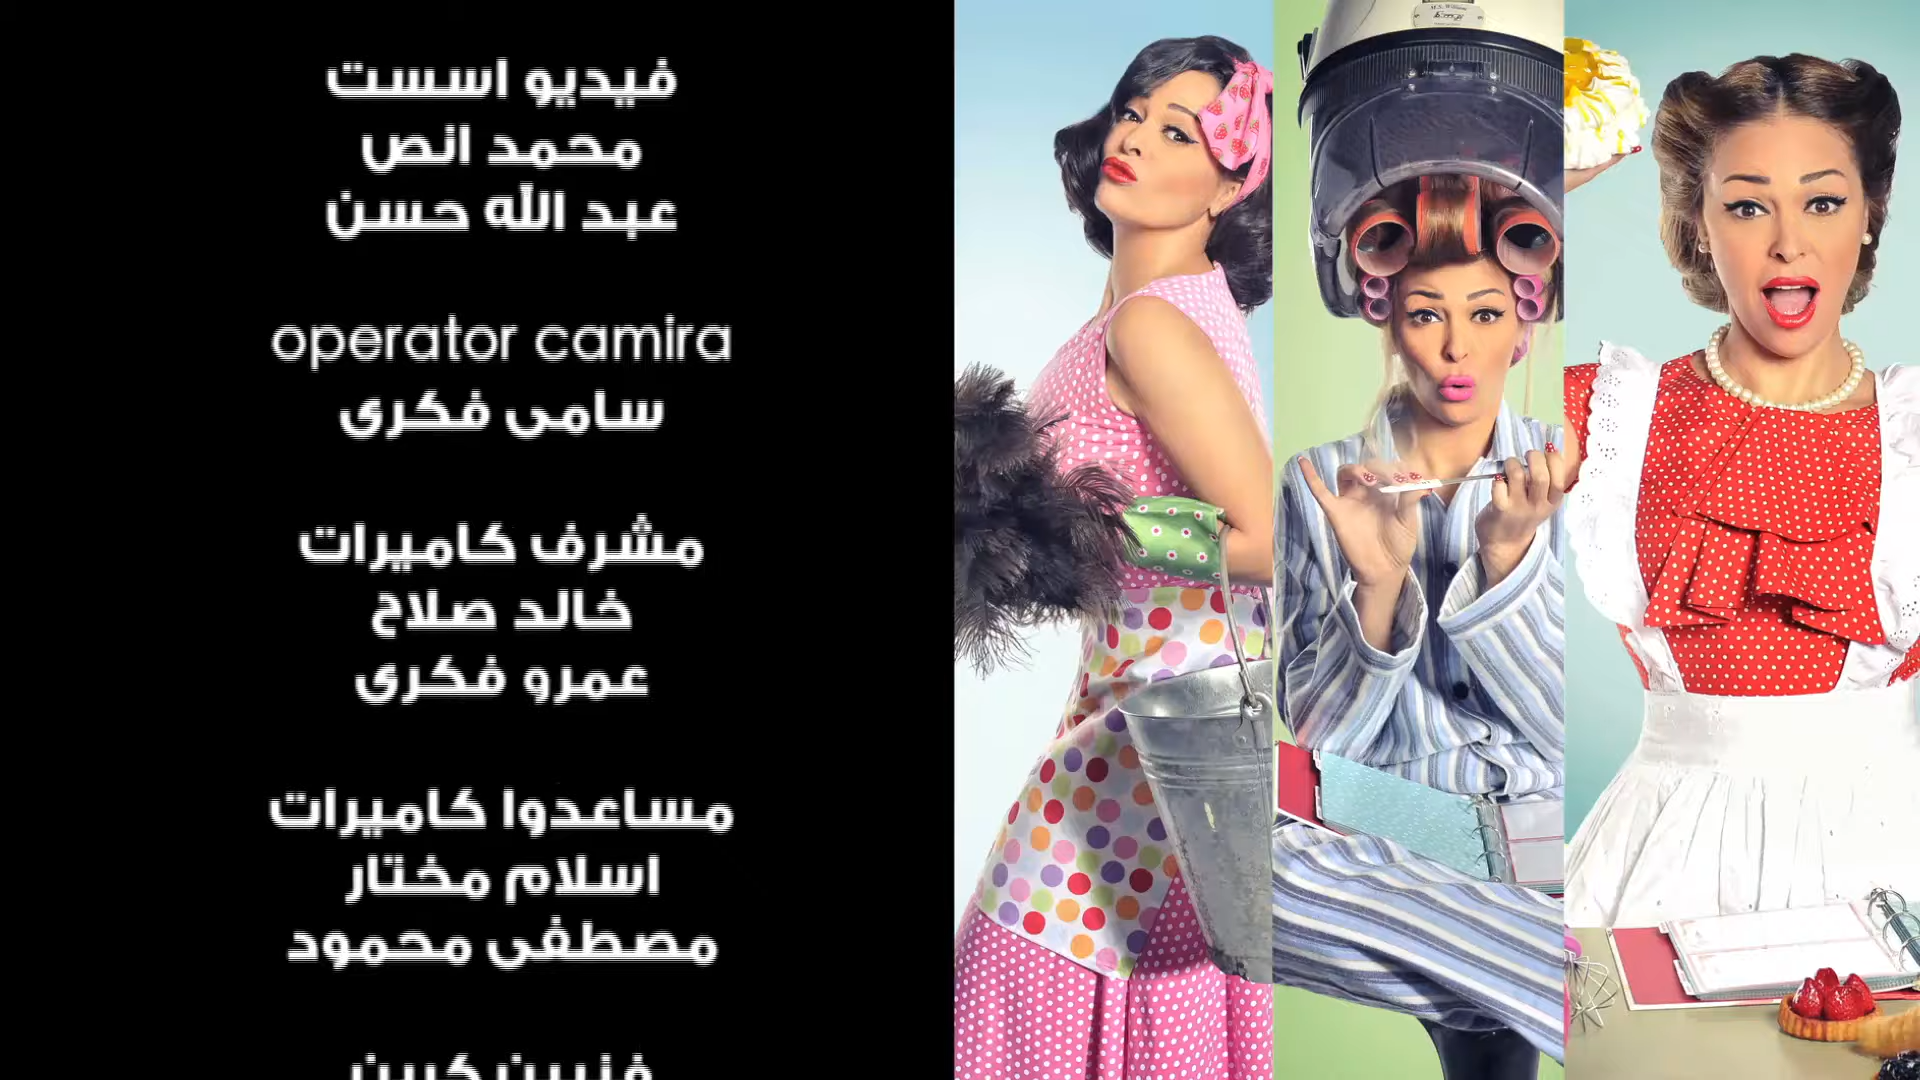 فيديو اسست
محمد انص
عبد الله حسن
operator camira
سامى فكرى
مشرف كاميرات
خالد صلاح
عمرو فكرى
مساعدوا كاميرات
اسلام مختار
مصطفى محمود